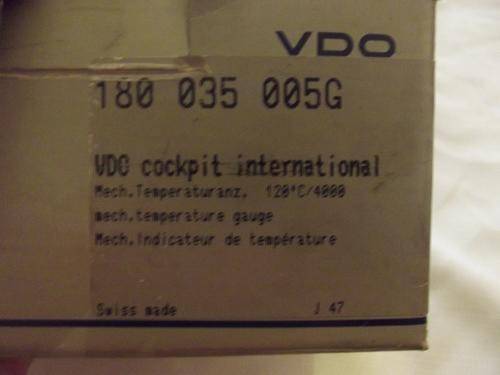 VDO
180 035 005G
VDO cockpit international
Mech.Temperaturanz. 120°C/4000
mech.temperature gauge
Mech.Indicateur de température
Swiss made J 47